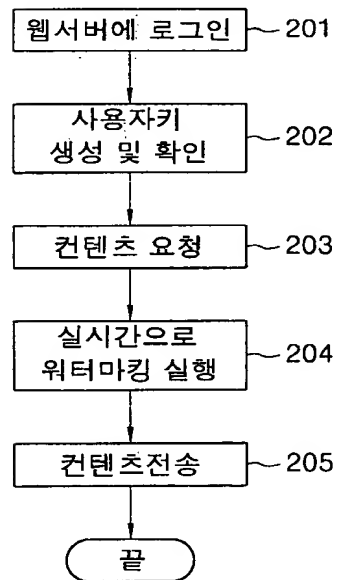 웹서버에 로그인 201
사용자키
생성 및 확인 202
컨텐츠 요청 203
실시간으로
워터마킹 실행 204
컨텐츠전송 205
끝